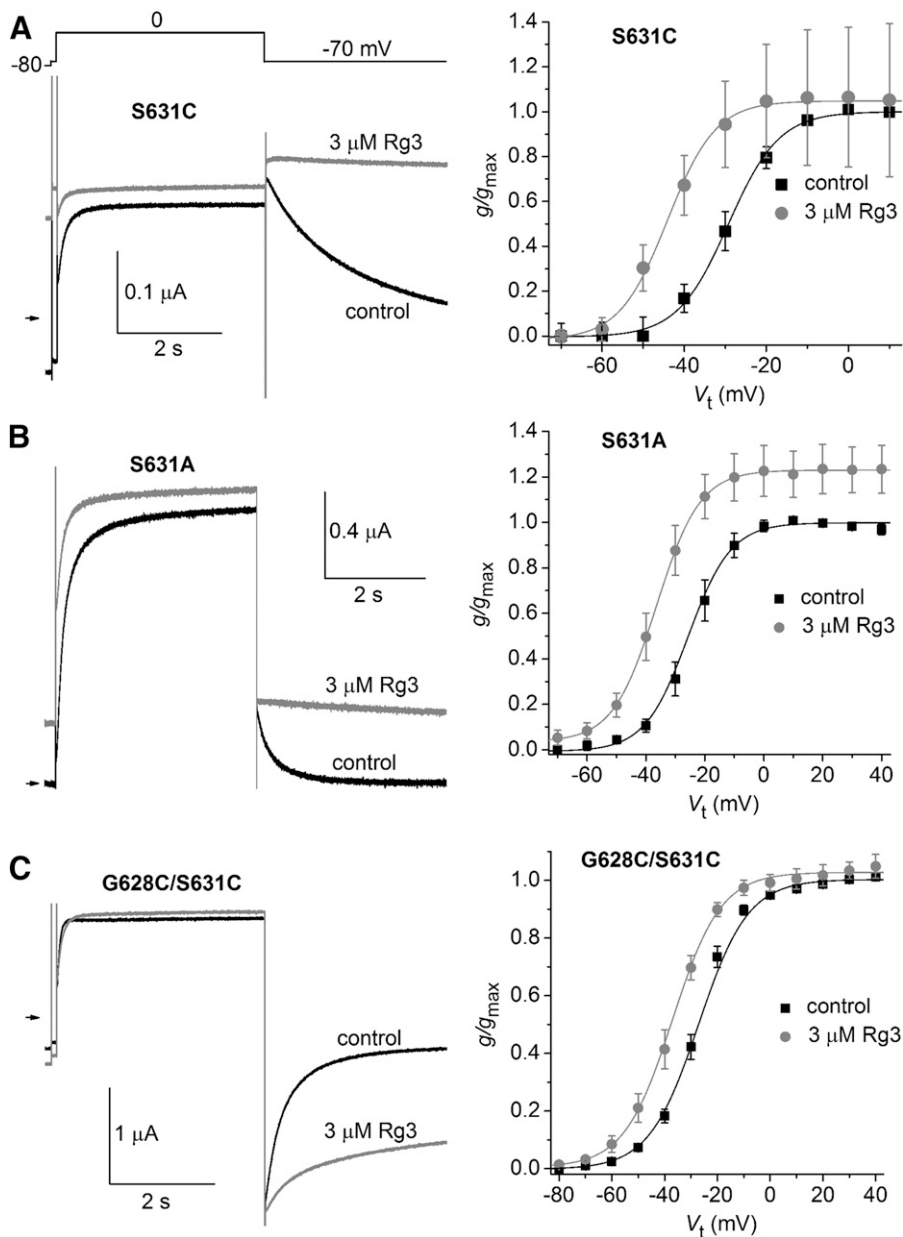 A
0
-80
-70 mV
S631C
3 μM Rg3
0.1 μA
2 s
control
S631C
1.4
1.2
1.0
0.8
0.6
0.4
0.2
0.0
g/gmax
control
3 μM Rg3
-60 -40 -20 0
Vt (mV)
B
S631A
0.4 μA
2 s
3 μM Rg3
control
S631A
1.4
1.2
1.0
0.8
0.6
0.4
0.2
0.0
g/gmax
control
3 μM Rg3
-60 -40 -20 0 20 40
Vt (mV)
C
G628C/S631C
control
1 μA
3 μM Rg3
2 s
G628C/S631C
1.0
0.8
0.6
0.4
0.2
0.0
g/gmax
control
3 μM Rg3
-80 -60 -40 -20 0 20 40
Vt (mV)